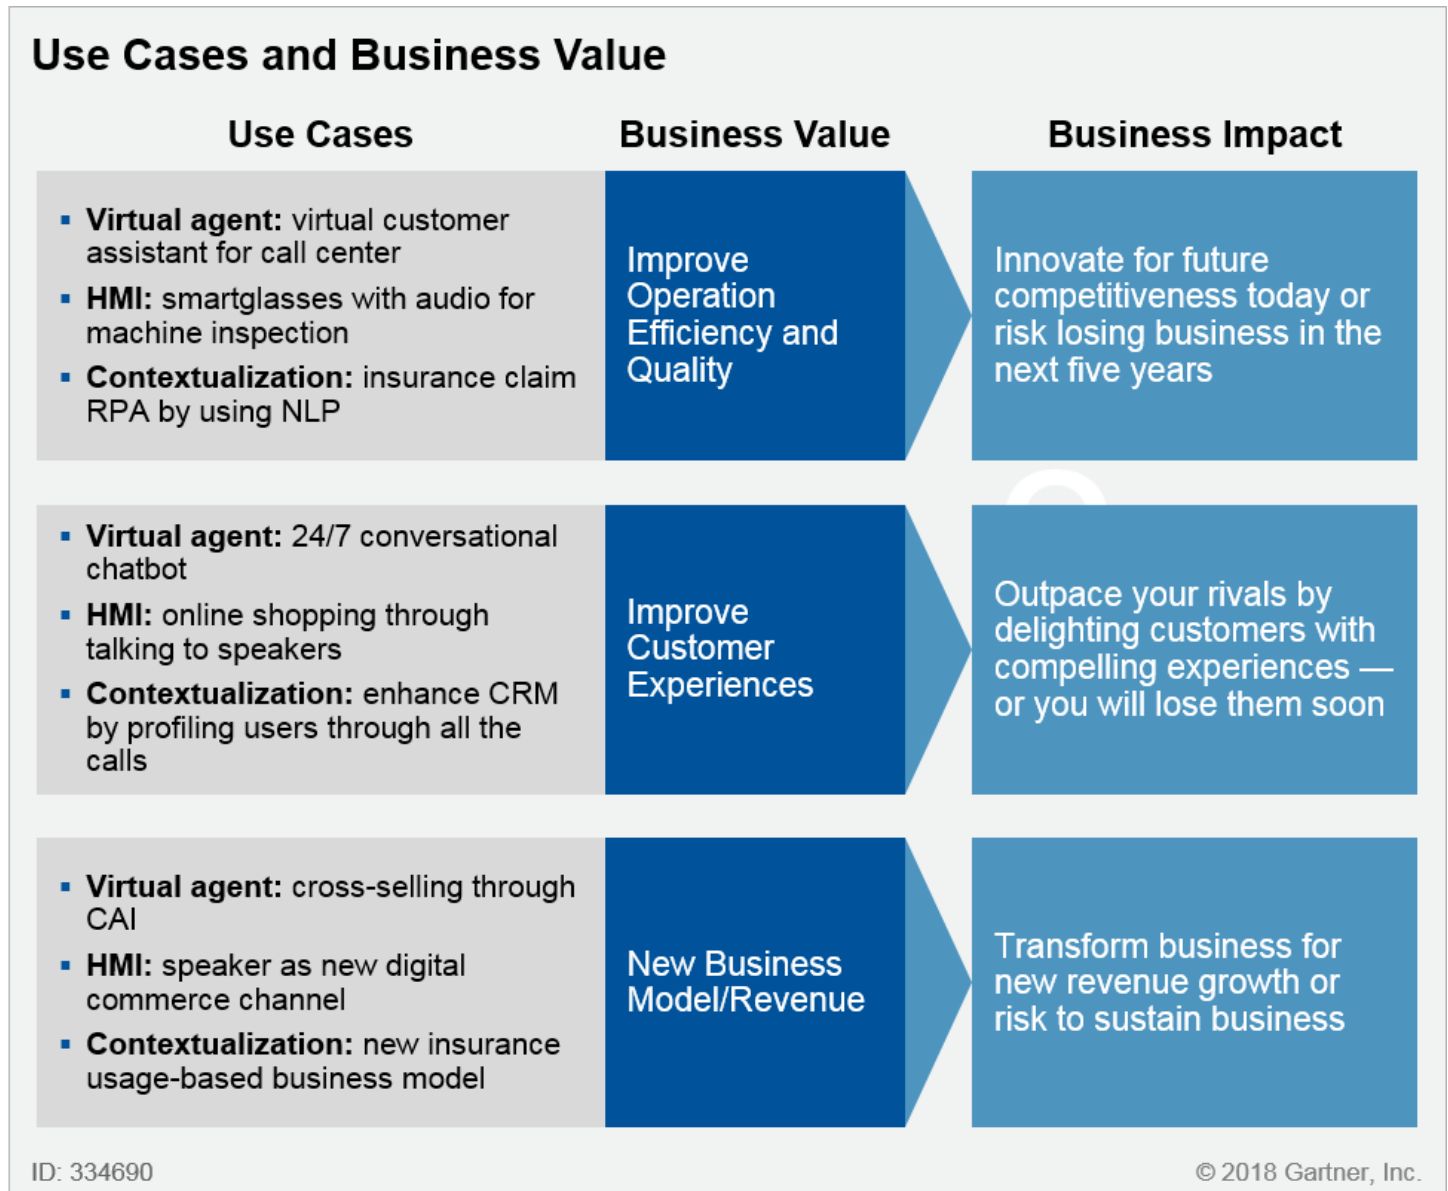 Use Cases and Business Value
Use Cases
Business Value
Business Impact
▪ Virtual agent: virtual customer
assistant for call center
▪ HMI: smartglasses with audio for
machine inspection
▪ Contextualization: insurance claim
RPA by using NLP
Improve
Operation
Efficiency and
Quality
Innovate for future
competitiveness today or
risk losing business in the
next five years
▪ Virtual agent: 24/7 conversational
chatbot
▪ HMI: online shopping through
talking to speakers
▪ Contextualization: enhance CRM
by profiling users through all the
calls
Improve
Customer
Experiences
Outpace your rivals by
delighting customers with
compelling experiences —
or you will lose them soon
▪ Virtual agent: cross-selling through
CAI
▪ HMI: speaker as new digital
commerce channel
▪ Contextualization: new insurance
usage-based business model
New Business
Model/Revenue
Transform business for
new revenue growth or
risk to sustain business
ID: 334690
© 2018 Gartner, Inc.